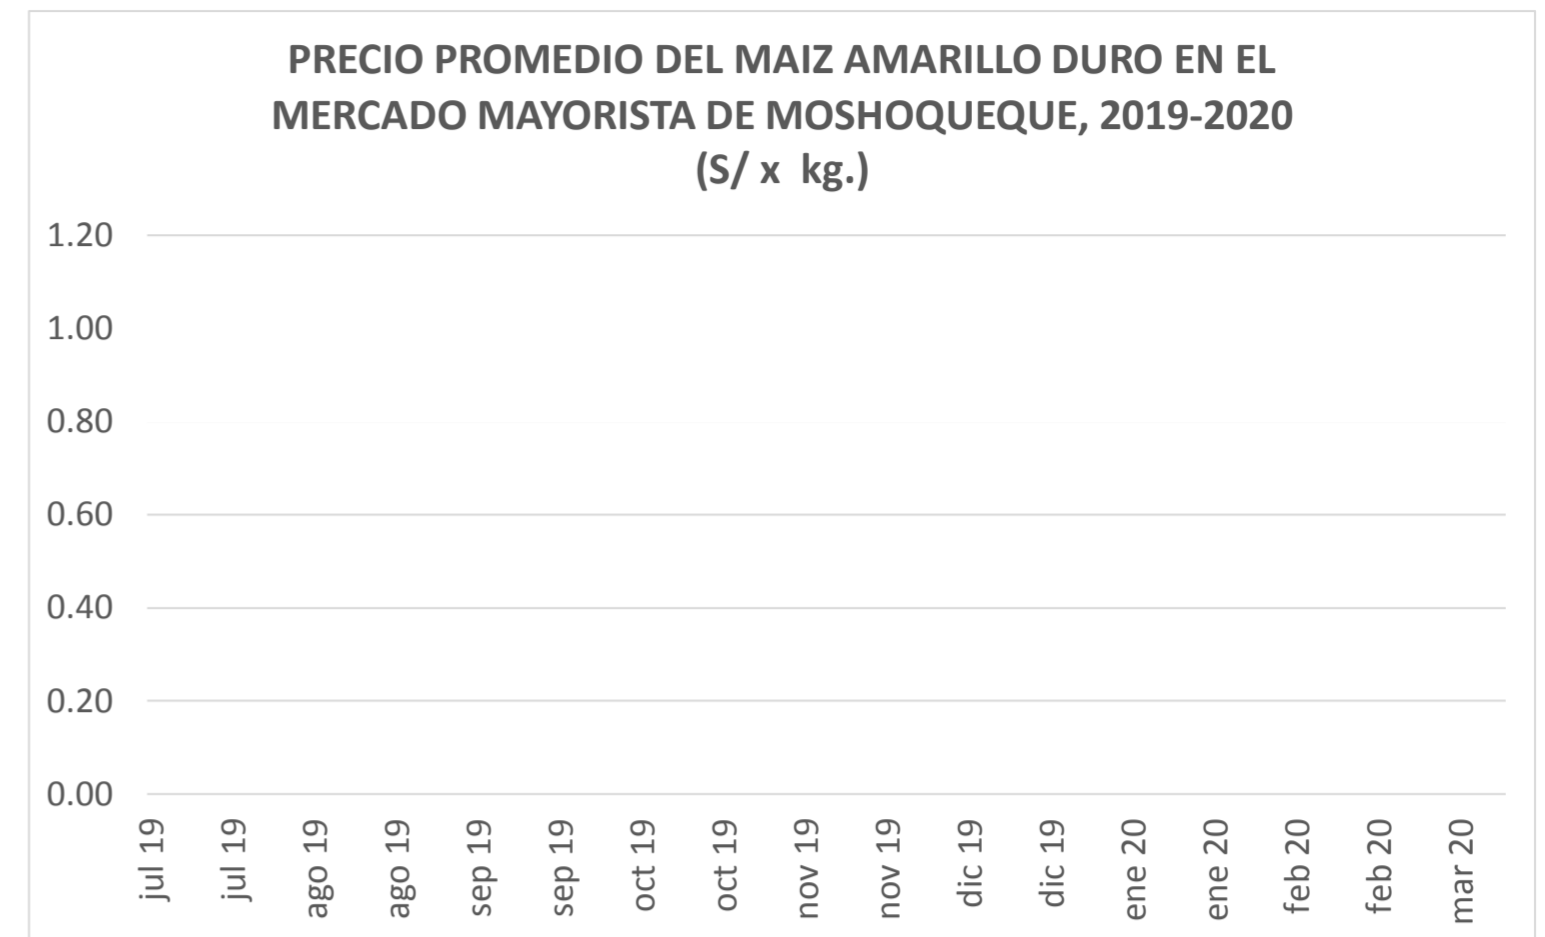 PRECIO PROMEDIO DEL MAIZ AMARILLO DURO EN EL
MERCADO MAYORISTA DE MOSHOQUEQUE, 2019-2020
(S/ x kg.)
1.20
1.00
0.80
0.60
0.40
0.20
0.00
jul 19
jul 19
ago 19
ago 19
sep 19
sep 19
oct 19
oct 19
nov 19
nov 19
dic 19
dic 19
ene 20
ene 20
feb 20
feb 20
mar 20